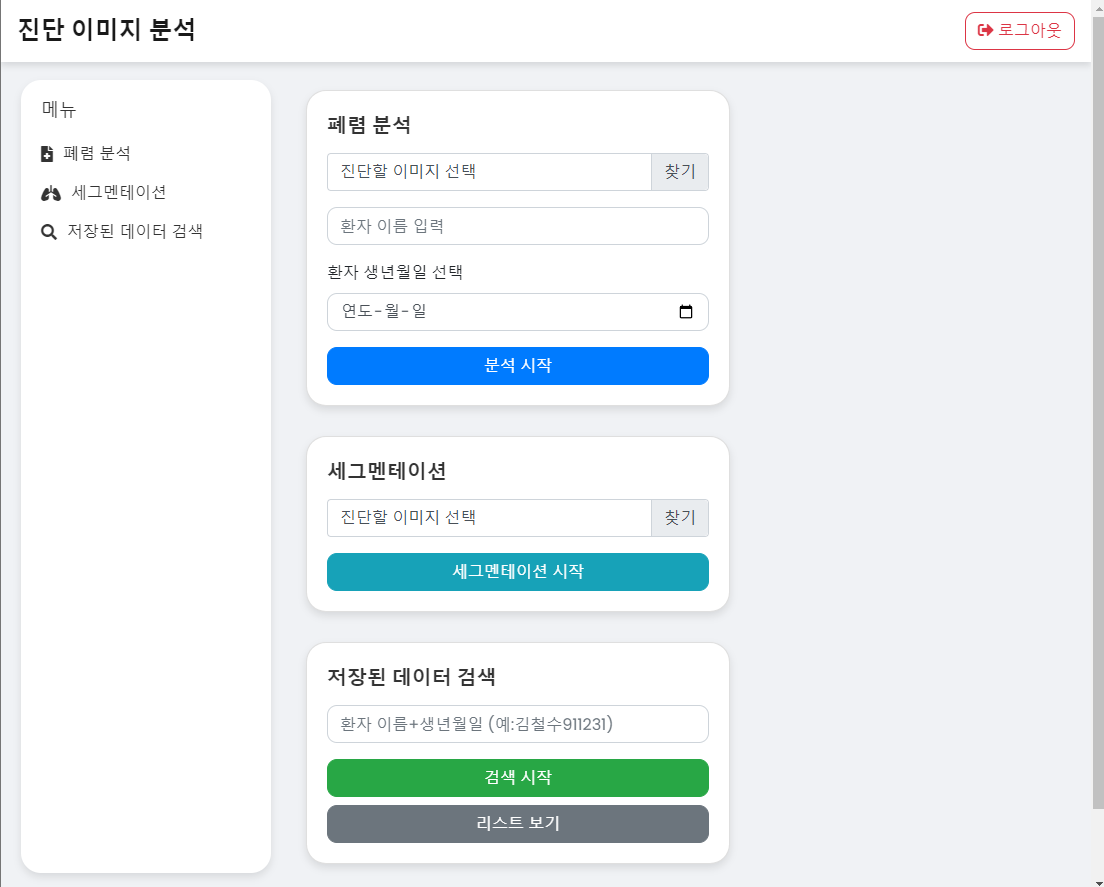 진단 이미지 분석
로그아웃
메뉴
폐렴 분석
세그멘테이션
저장된 데이터 검색
폐렴 분석
진단할 이미지 선택 찾기
환자 이름 입력
환자 생년월일 선택
연도-월-일
분석 시작
세그멘테이션
진단할 이미지 선택 찾기
세그멘테이션 시작
저장된 데이터 검색
환자 이름+생년월일 (예:김철수911231)
검색 시작
리스트 보기